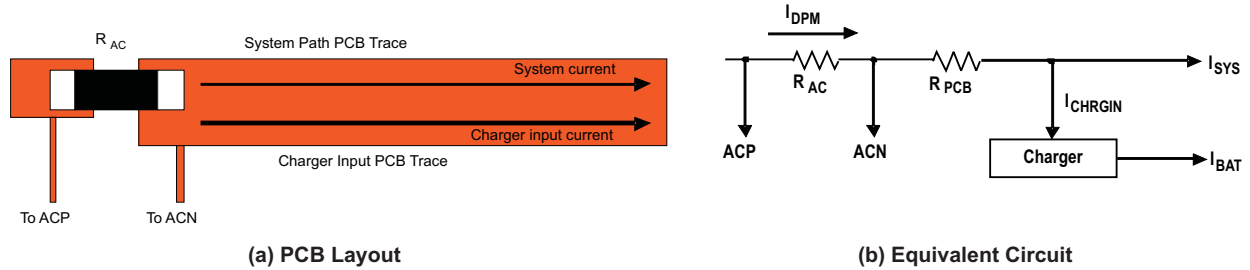 R AC
System Path PCB Trace
System current
Charger input current
Charger Input PCB Trace
To ACP
To ACN
(a) PCB Layout
I DPM
R AC
R PCB
I SYS
I CHRGIN
ACP
ACN
Charger
I BAT
(b) Equivalent Circuit